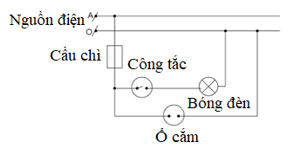 Nguồn điện A
O
Cầu chì
Công tắc
Bóng đèn
Ổ cắm